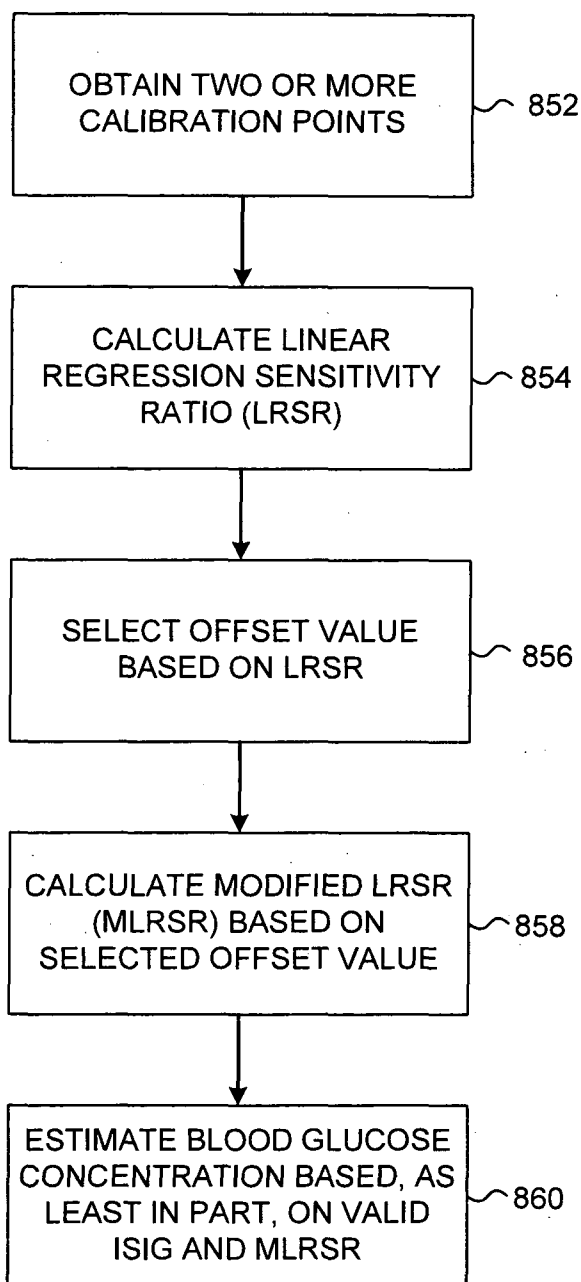 OBTAIN TWO OR MORE
CALIBRATION POINTS
852
CALCULATE LINEAR
REGRESSION SENSITIVITY
RATIO (LRSR)
854
SELECT OFFSET VALUE
BASED ON LRSR
856
CALCULATE MODIFIED LRSR
(MLRSR) BASED ON
SELECTED OFFSET VALUE
858
ESTIMATE BLOOD GLUCOSE
CONCENTRATION BASED, AS
LEAST IN PART, ON VALID
ISIG AND MLRSR
860